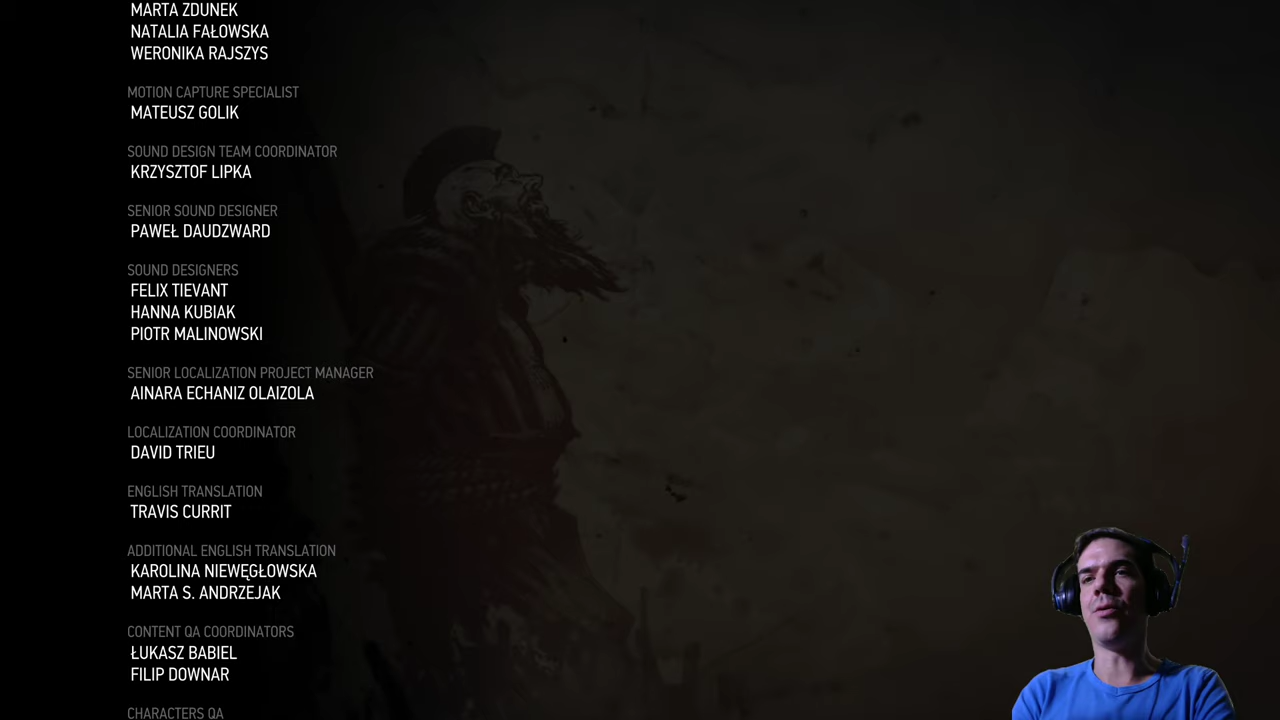 MARTA ZDUNEK
NATALIA FAŁOWSKA
WERONIKA RAJSZYS
MOTION CAPTURE SPECIALIST
MATEUSZ GOLIK
SOUND DESIGN TEAM COORDINATOR
KRZYSZTOF LIPKA
SENIOR SOUND DESIGNER
PAWEŁ DAUDZWARD
SOUND DESIGNERS
FELIX TIEVANT
HANNA KUBIAK
PIOTR MALINOWSKI
SENIOR LOCALIZATION PROJECT MANAGER
AINARA ECHANIZ OLAIZOLA
LOCALIZATION COORDINATOR
DAVID TRIEU
ENGLISH TRANSLATION
TRAVIS CURRIT
ADDITIONAL ENGLISH TRANSLATION
KAROLINA NIEWĘGŁOWSKA
MARTA S. ANDRZEJAK
CONTENT QA COORDINATORS
ŁUKASZ BABIEL
FILIP DOWNAR
CHARACTERS QA